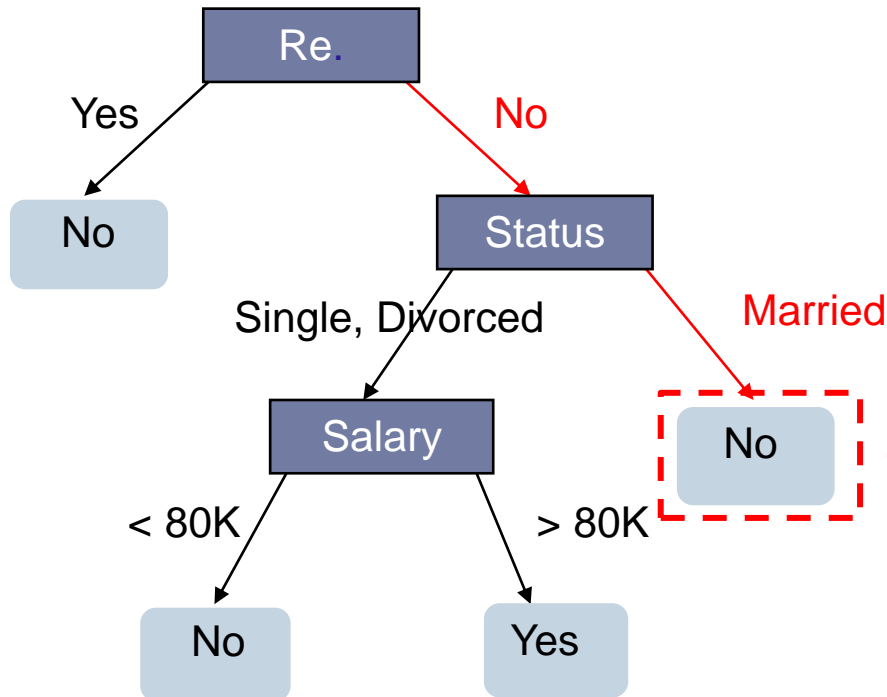 Re.
Yes
No
No
Status
Single, Divorced
Married
Salary
No
< 80K
> 80K
No
Yes